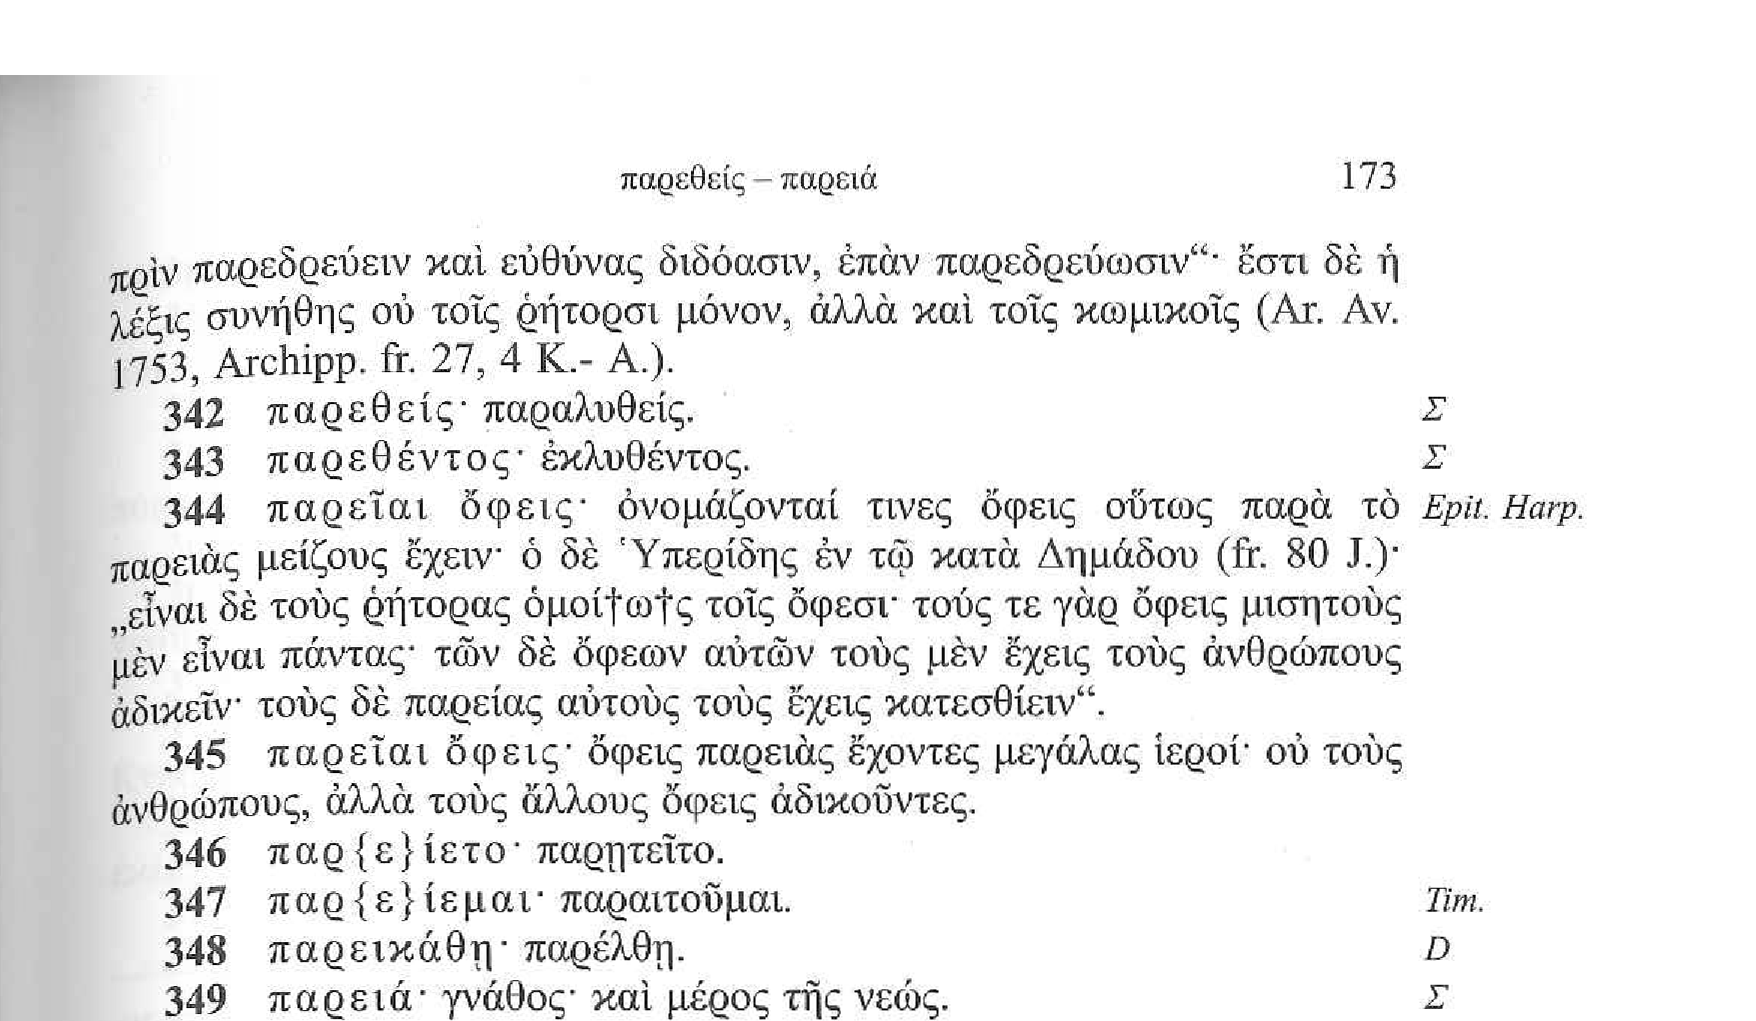 παρεθείς – παρειά 173
πρὶν παρεδρεύειν καὶ εὐθύνας διδόασιν, ἐπὰν παρεδρεύωσιν“· ἔστι δὲ ἡ
λέξις συνήθης οὐ τοῖς ῥήτορσι μόνον, ἀλλὰ καὶ τοῖς κωμικοῖς (Ar. Av.
1753, Archipp. fr. 27, 4 K.- A.).
342 παρεθείς· παραλυθείς. Σ
343 παρεθέντος· ἐκλυθέντος. Σ
344 παρεῖαι ὄφεις· ὀνομάζονταί τινες ὄφεις οὕτως παρὰ τὸ Epit. Harp.
παρειὰς μείζους ἔχειν· ὁ δὲ Ὑπερίδης ἐν τῷ κατὰ Δημάδου (fr. 80 J.)·
„εἶναι δὲ τοὺς ῥήτορας ὁμοί†ω†ς τοῖς ὄφεσι· τούς τε γὰρ ὄφεις μισητοὺς
μὲν εἶναι πάντας· τῶν δὲ ὄφεων αὐτῶν τοὺς μὲν ἔχεις τοὺς ἀνθρώπους
ἀδικεῖν· τοὺς δὲ παρείας αὐτοὺς τοὺς ἔχεις κατεσθίειν“.
345 παρεῖαι ὄφεις· ὄφεις παρειὰς ἔχοντες μεγάλας ἱεροί· οὐ τοὺς
ἀνθρώπους, ἀλλὰ τοὺς ἄλλους ὄφεις ἀδικοῦντες.
346 παρ{ε}ίετο· παρῃτεῖτο.
347 παρ{ε}ίεμαι· παραιτοῦμαι. Tim.
348 παρεικάθῃ· παρέλθῃ. D
349 παρειά· γνάθος· καὶ μέρος τῆς νεώς. Σ